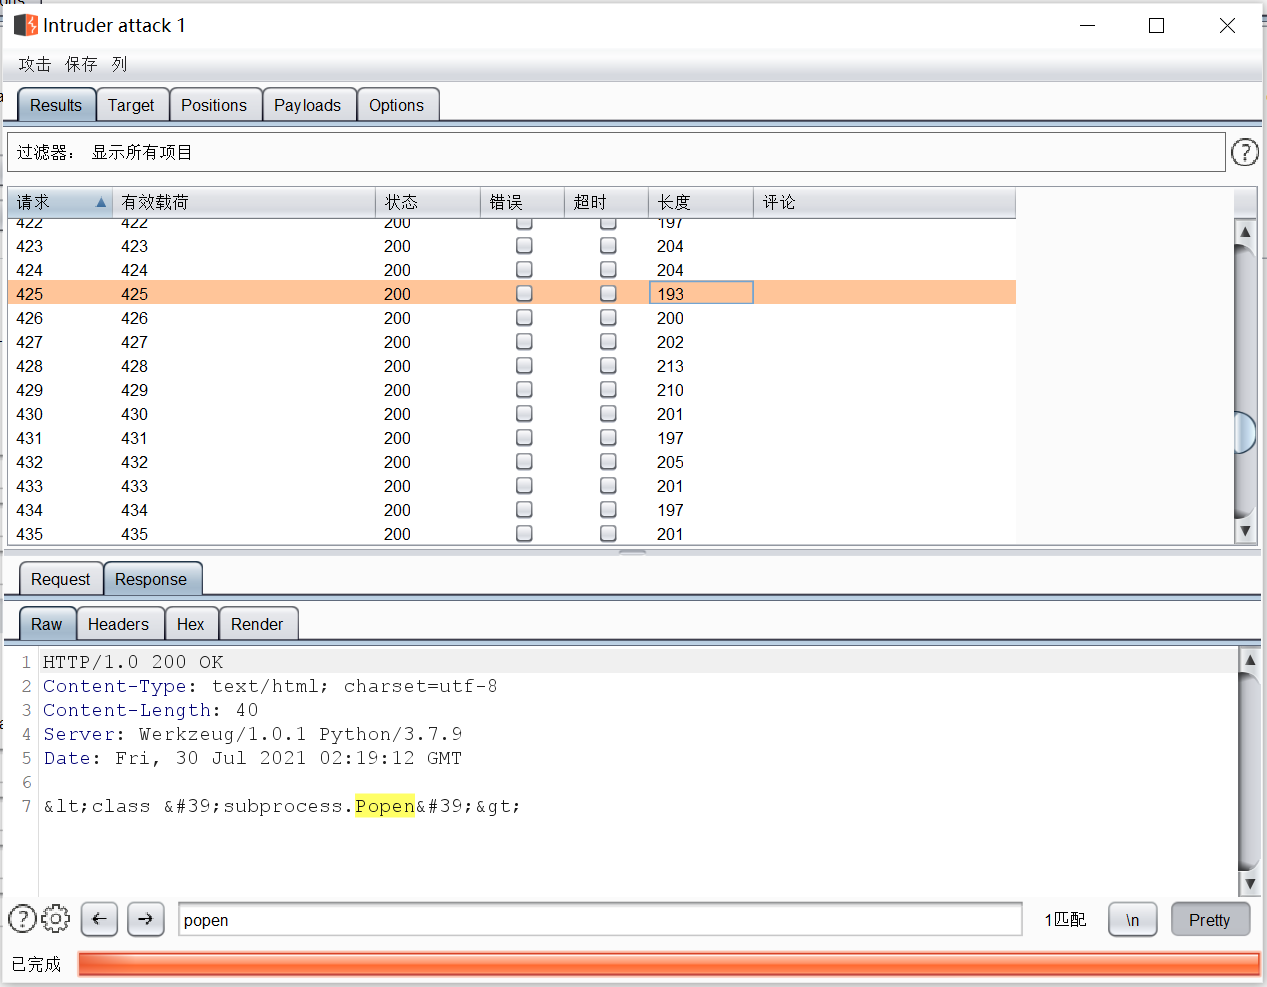 Intruder attack 1
攻击 保存 列
Results Target Positions Payloads Options
过滤器： 显示所有项目
请求 有效载荷 状态 错误 超时 长度 评论
422 422 200 197
423 423 200 204
424 424 200 204
425 425 200 193
426 426 200 200
427 427 200 202
428 428 200 213
429 429 200 210
430 430 200 201
431 431 200 197
432 432 200 205
433 433 200 201
434 434 200 197
435 435 200 201
Request Response
Raw Headers Hex Render
1 HTTP/1.0 200 OK
2 Content-Type: text/html; charset=utf-8
3 Content-Length: 40
4 Server: Werkzeug/1.0.1 Python/3.7.9
5 Date: Fri, 30 Jul 2021 02:19:12 GMT
6
7 &lt;class &#39;subprocess.Popen&#39;&gt;
popen 1匹配 \n Pretty
已完成